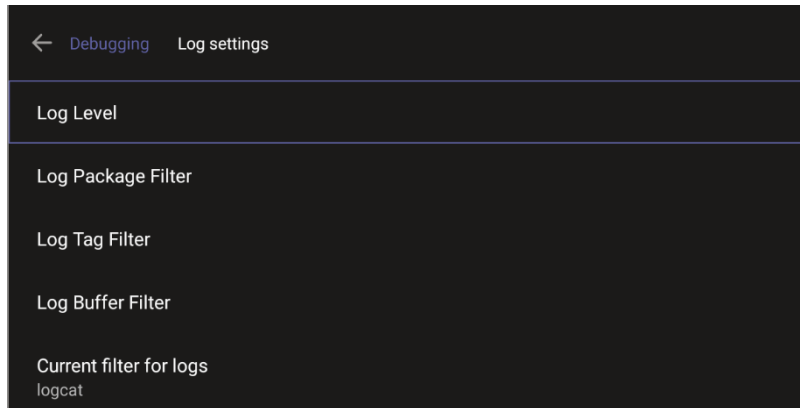 Debugging Log settings
Log Level
Log Package Filter
Log Tag Filter
Log Buffer Filter
Current filter for logs
logcat